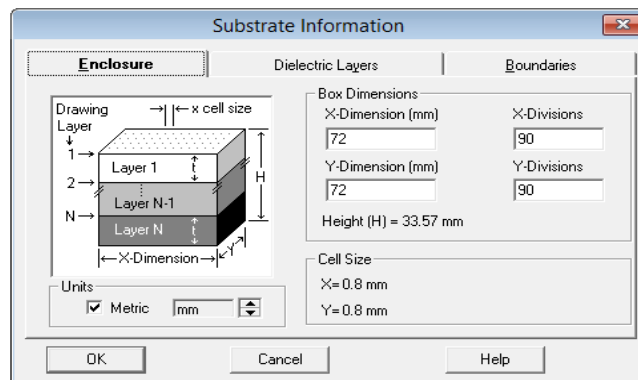 Substrate Information
Enclosure
Dielectric Layers
Boundaries
Drawing
Layer
x cell size
1
Layer 1
t
H
2
Layer N-1
N
Layer N
t
X-Dimension
Y
Units
Metric
mm
Box Dimensions
X-Dimension (mm)
X-Divisions
72
90
Y-Dimension (mm)
Y-Divisions
72
90
Height (H) = 33.57 mm
Cell Size
X= 0.8 mm
Y= 0.8 mm
OK
Cancel
Help